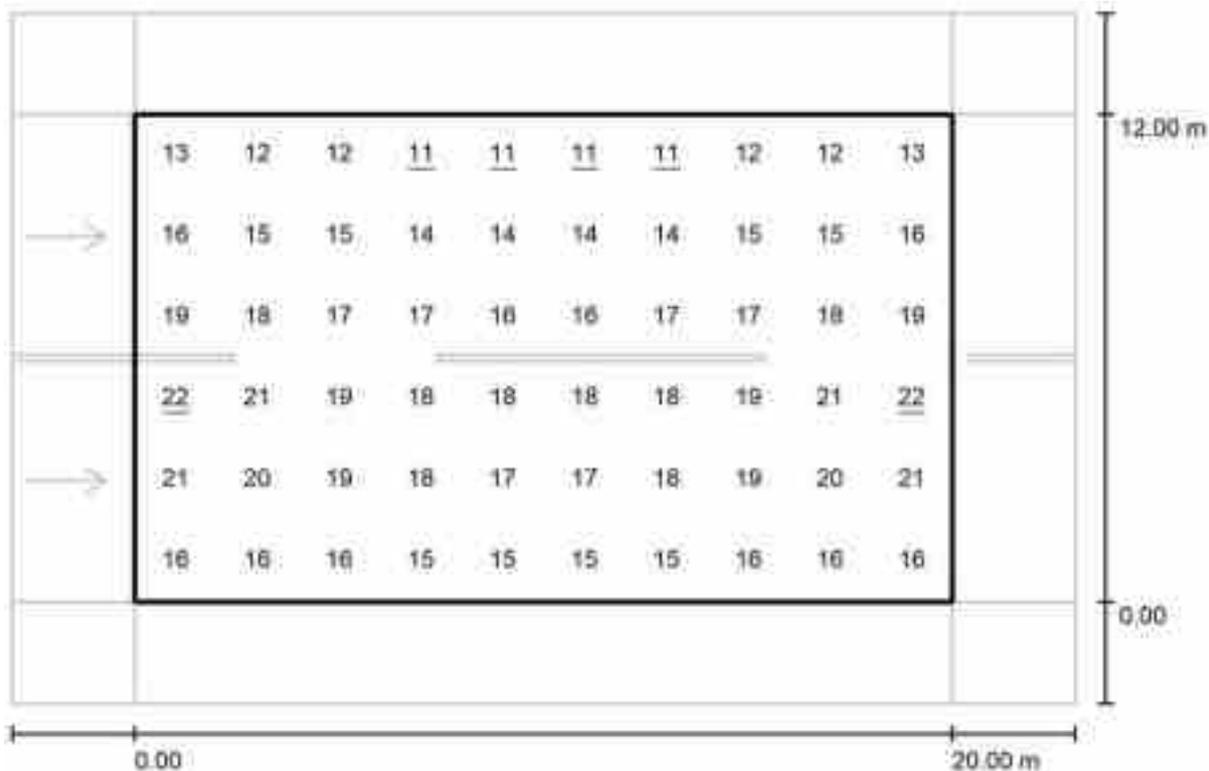 12.00 m
13 12 12 11 11 11 11 12 12 13
16 15 15 14 14 14 14 15 15 16
19 18 17 17 16 16 17 17 18 19
22 21 19 18 18 18 18 19 21 22
21 20 19 18 17 17 18 19 20 21
16 16 16 15 15 15 15 16 16 16
0.00
0.00 20.00 m